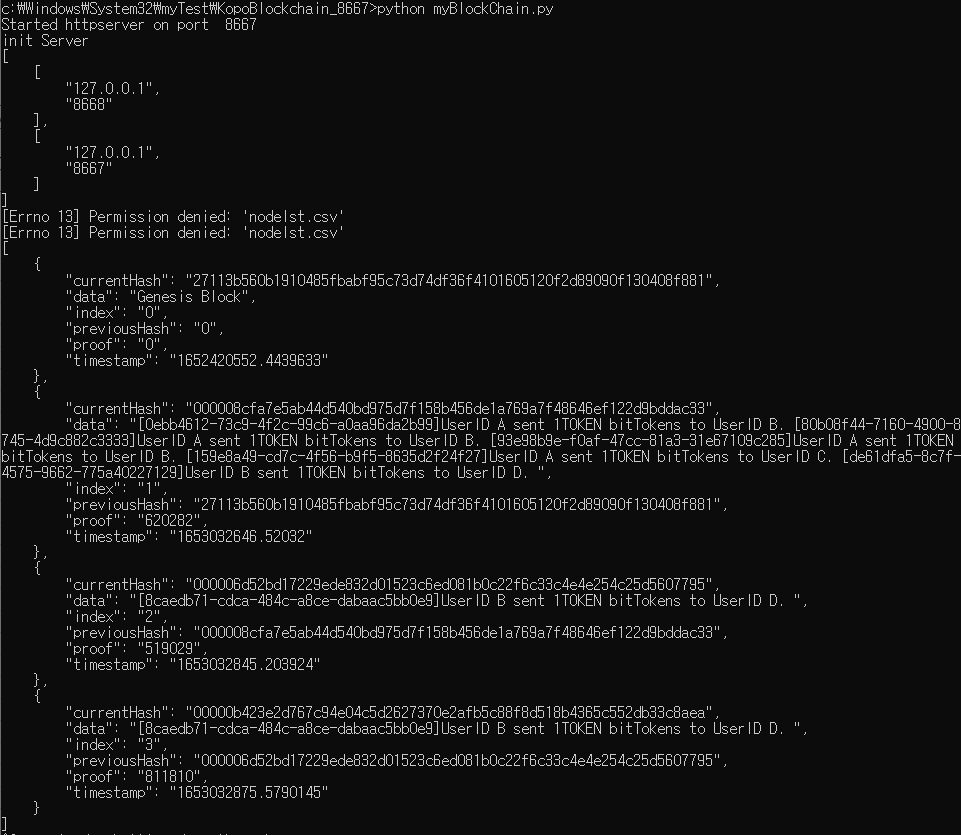 c:₩Windows₩System32₩myTest₩KopoBlockchain_8667>python myBlockChain.py
Started httpserver on port  8667
init Server
[
    [
        "127.0.0.1",
        "8668"
    ],
    [
        "127.0.0.1",
        "8667"
    ]
]
[Errno 13] Permission denied: 'nodelst.csv'
[Errno 13] Permission denied: 'nodelst.csv'
[
    {
        "currentHash": "27113b560b1910485fbabf95c73d74df36f4101605120f2d89090f130408f881",
        "data": "Genesis Block",
        "index": "0",
        "previousHash": "0",
        "proof": "0",
        "timestamp": "1652420552.4439633"
    },
    {
        "currentHash": "000008cfa7e5ab44d540bd975d7f158b456de1a769a7f48646ef122d9bddac33",
        "data": "[0ebb4612-73c9-4f2c-99c6-a0aa96da2b99]UserID A sent 1TOKEN bitTokens to UserID B. [80b08f44-7160-4900-8
745-4d9c882c3333]UserID A sent 1TOKEN bitTokens to UserID B. [93e98b9e-f0af-47cc-81a3-31e67109c285]UserID A sent 1TOKEN
bitTokens to UserID B. [159e8a49-cd7c-4f56-b9f5-8635d2f24f27]UserID A sent 1TOKEN bitTokens to UserID C. [de61dfa5-8c7f-
4575-9662-775a40227129]UserID B sent 1TOKEN bitTokens to UserID D. ",
        "index": "1",
        "previousHash": "27113b560b1910485fbabf95c73d74df36f4101605120f2d89090f130408f881",
        "proof": "620282",
        "timestamp": "1653032646.52032"
    },
    {
        "currentHash": "000006d52bd17229ede832d01523c6ed081b0c22f6c33c4e4e254c25d5607795",
        "data": "[8caedb71-cdca-484c-a8ce-dabaac5bb0e9]UserID B sent 1TOKEN bitTokens to UserID D. ",
        "index": "2",
        "previousHash": "000008cfa7e5ab44d540bd975d7f158b456de1a769a7f48646ef122d9bddac33",
        "proof": "519029",
        "timestamp": "1653032845.203924"
    },
    {
        "currentHash": "00000b423e2d767c94e04c5d2627370e2afb5c88f8d518b4365c552db33c8aea",
        "data": "[8caedb71-cdca-484c-a8ce-dabaac5bb0e9]UserID B sent 1TOKEN bitTokens to UserID D. ",
        "index": "3",
        "previousHash": "000006d52bd17229ede832d01523c6ed081b0c22f6c33c4e4e254c25d5607795",
        "proof": "811810",
        "timestamp": "1653032875.5790145"
    }
]